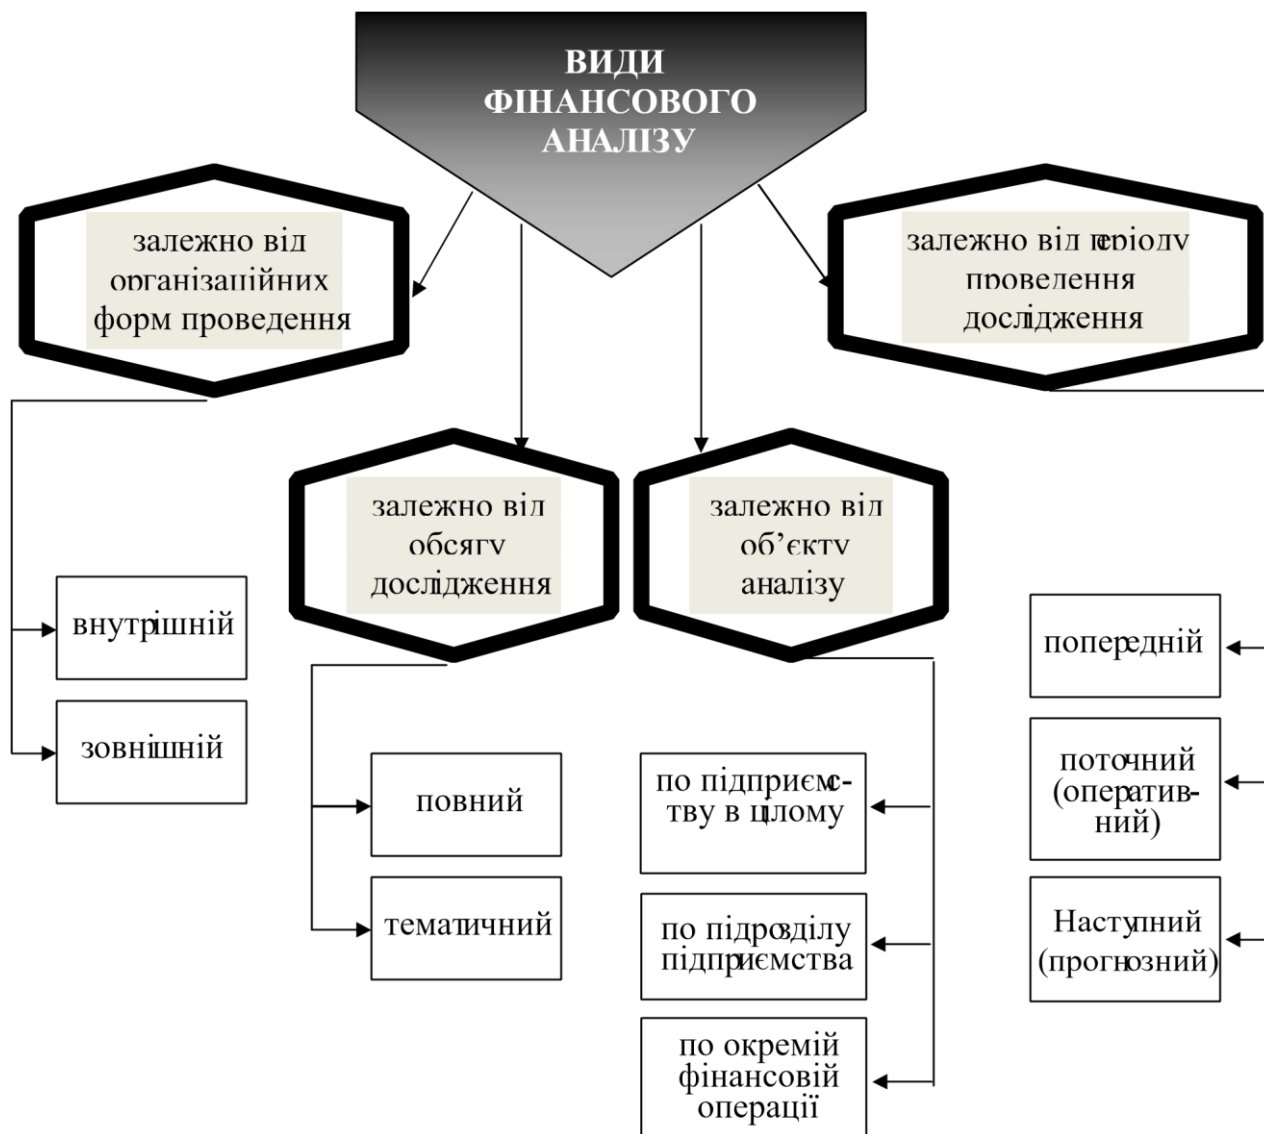 ВИДИ
ФІНАНСОВОГО
АНАЛІЗУ
залежно від
організаційних
форм проведення
залежно від періоду
проведення
дослідження
залежно від
обсягу
дослідження
залежно від
об’єкту
аналізу
внутрішній
зовнішній
повний
тематичний
по підприємс-
тву в цілому
по підрозділу
підприємства
по окремій
фінансовій
операції
попередній
поточний
(оператив-
ний)
Наступний
(прогнозний)